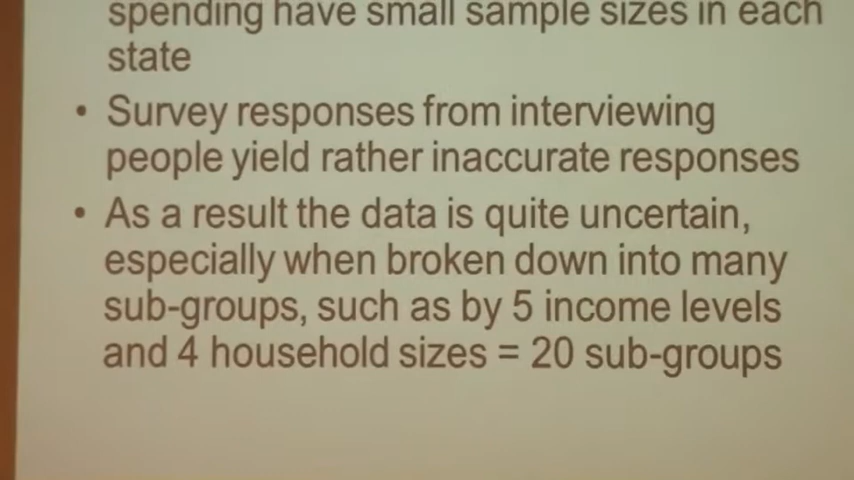 spending have small sample sizes in each
state
• Survey responses from interviewing
people yield rather inaccurate responses
• As a result the data is quite uncertain,
especially when broken down into many
sub-groups, such as by 5 income levels
and 4 household sizes = 20 sub-groups